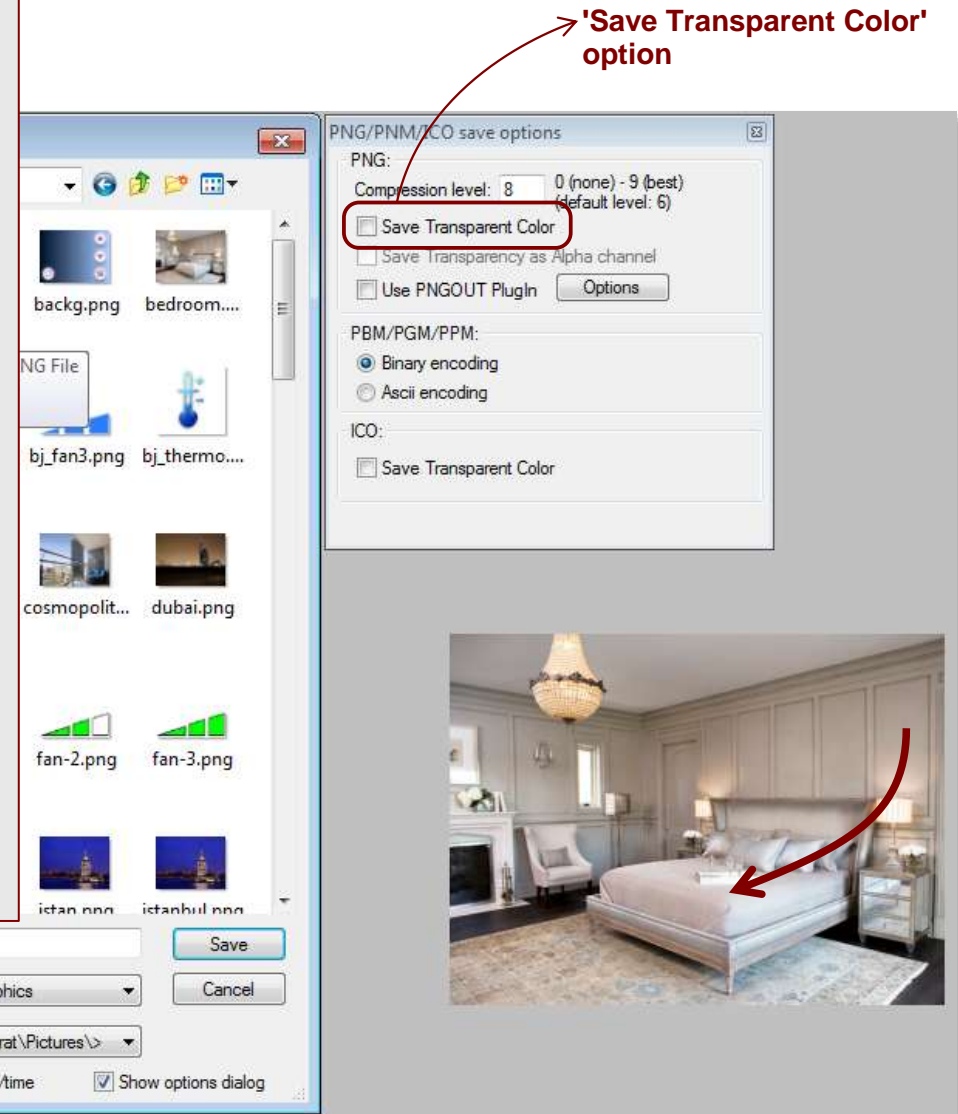 'Save Transparent Color'
option
PNG/PNM/ICO save options
PNG:
Compression level: 8
0 (none) - 9 (best)
(default level: 6)
Save Transparent Color
Save Transparency as Alpha channel
Use PNGOUT PlugIn
Options
PBM/PGM/PPM:
Binary encoding
Ascii encoding
ICO:
Save Transparent Color
backg.png bedroom....
NG File
bj_fan3.png bj_thermo....
cosmopolit... dubai.png
fan-2.png fan-3.png
istan.png istanbul.png
Save
phics
Cancel
rat\Pictures\>
/time
Show options dialog